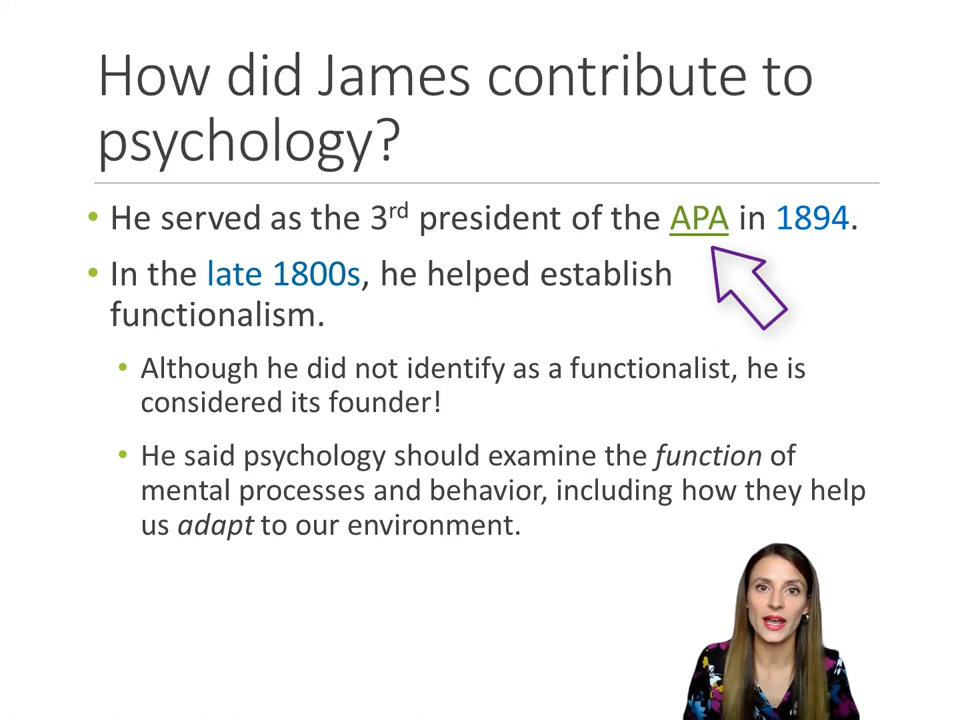 How did James contribute to
psychology?
• He served as the 3rd president of the APA in 1894.
• In the late 1800s, he helped establish
functionalism.
• Although he did not identify as a functionalist, he is
considered its founder!
• He said psychology should examine the function of
mental processes and behavior, including how they help
us adapt to our environment.